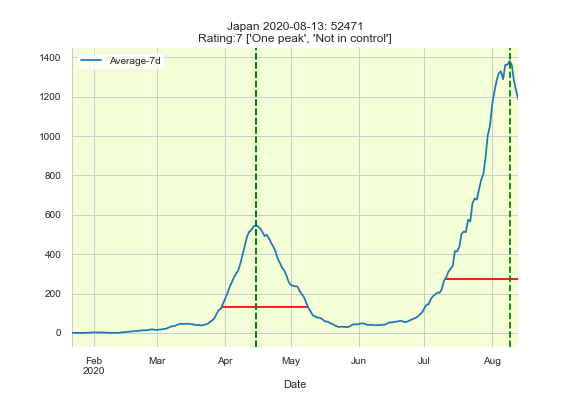 Japan 2020-08-13: 52471
Rating:7 ['One peak', 'Not in control']
Average-7d
1400
1200
1000
800
600
400
200
0
Feb Mar Apr May Jun Jul Aug
2020
Date